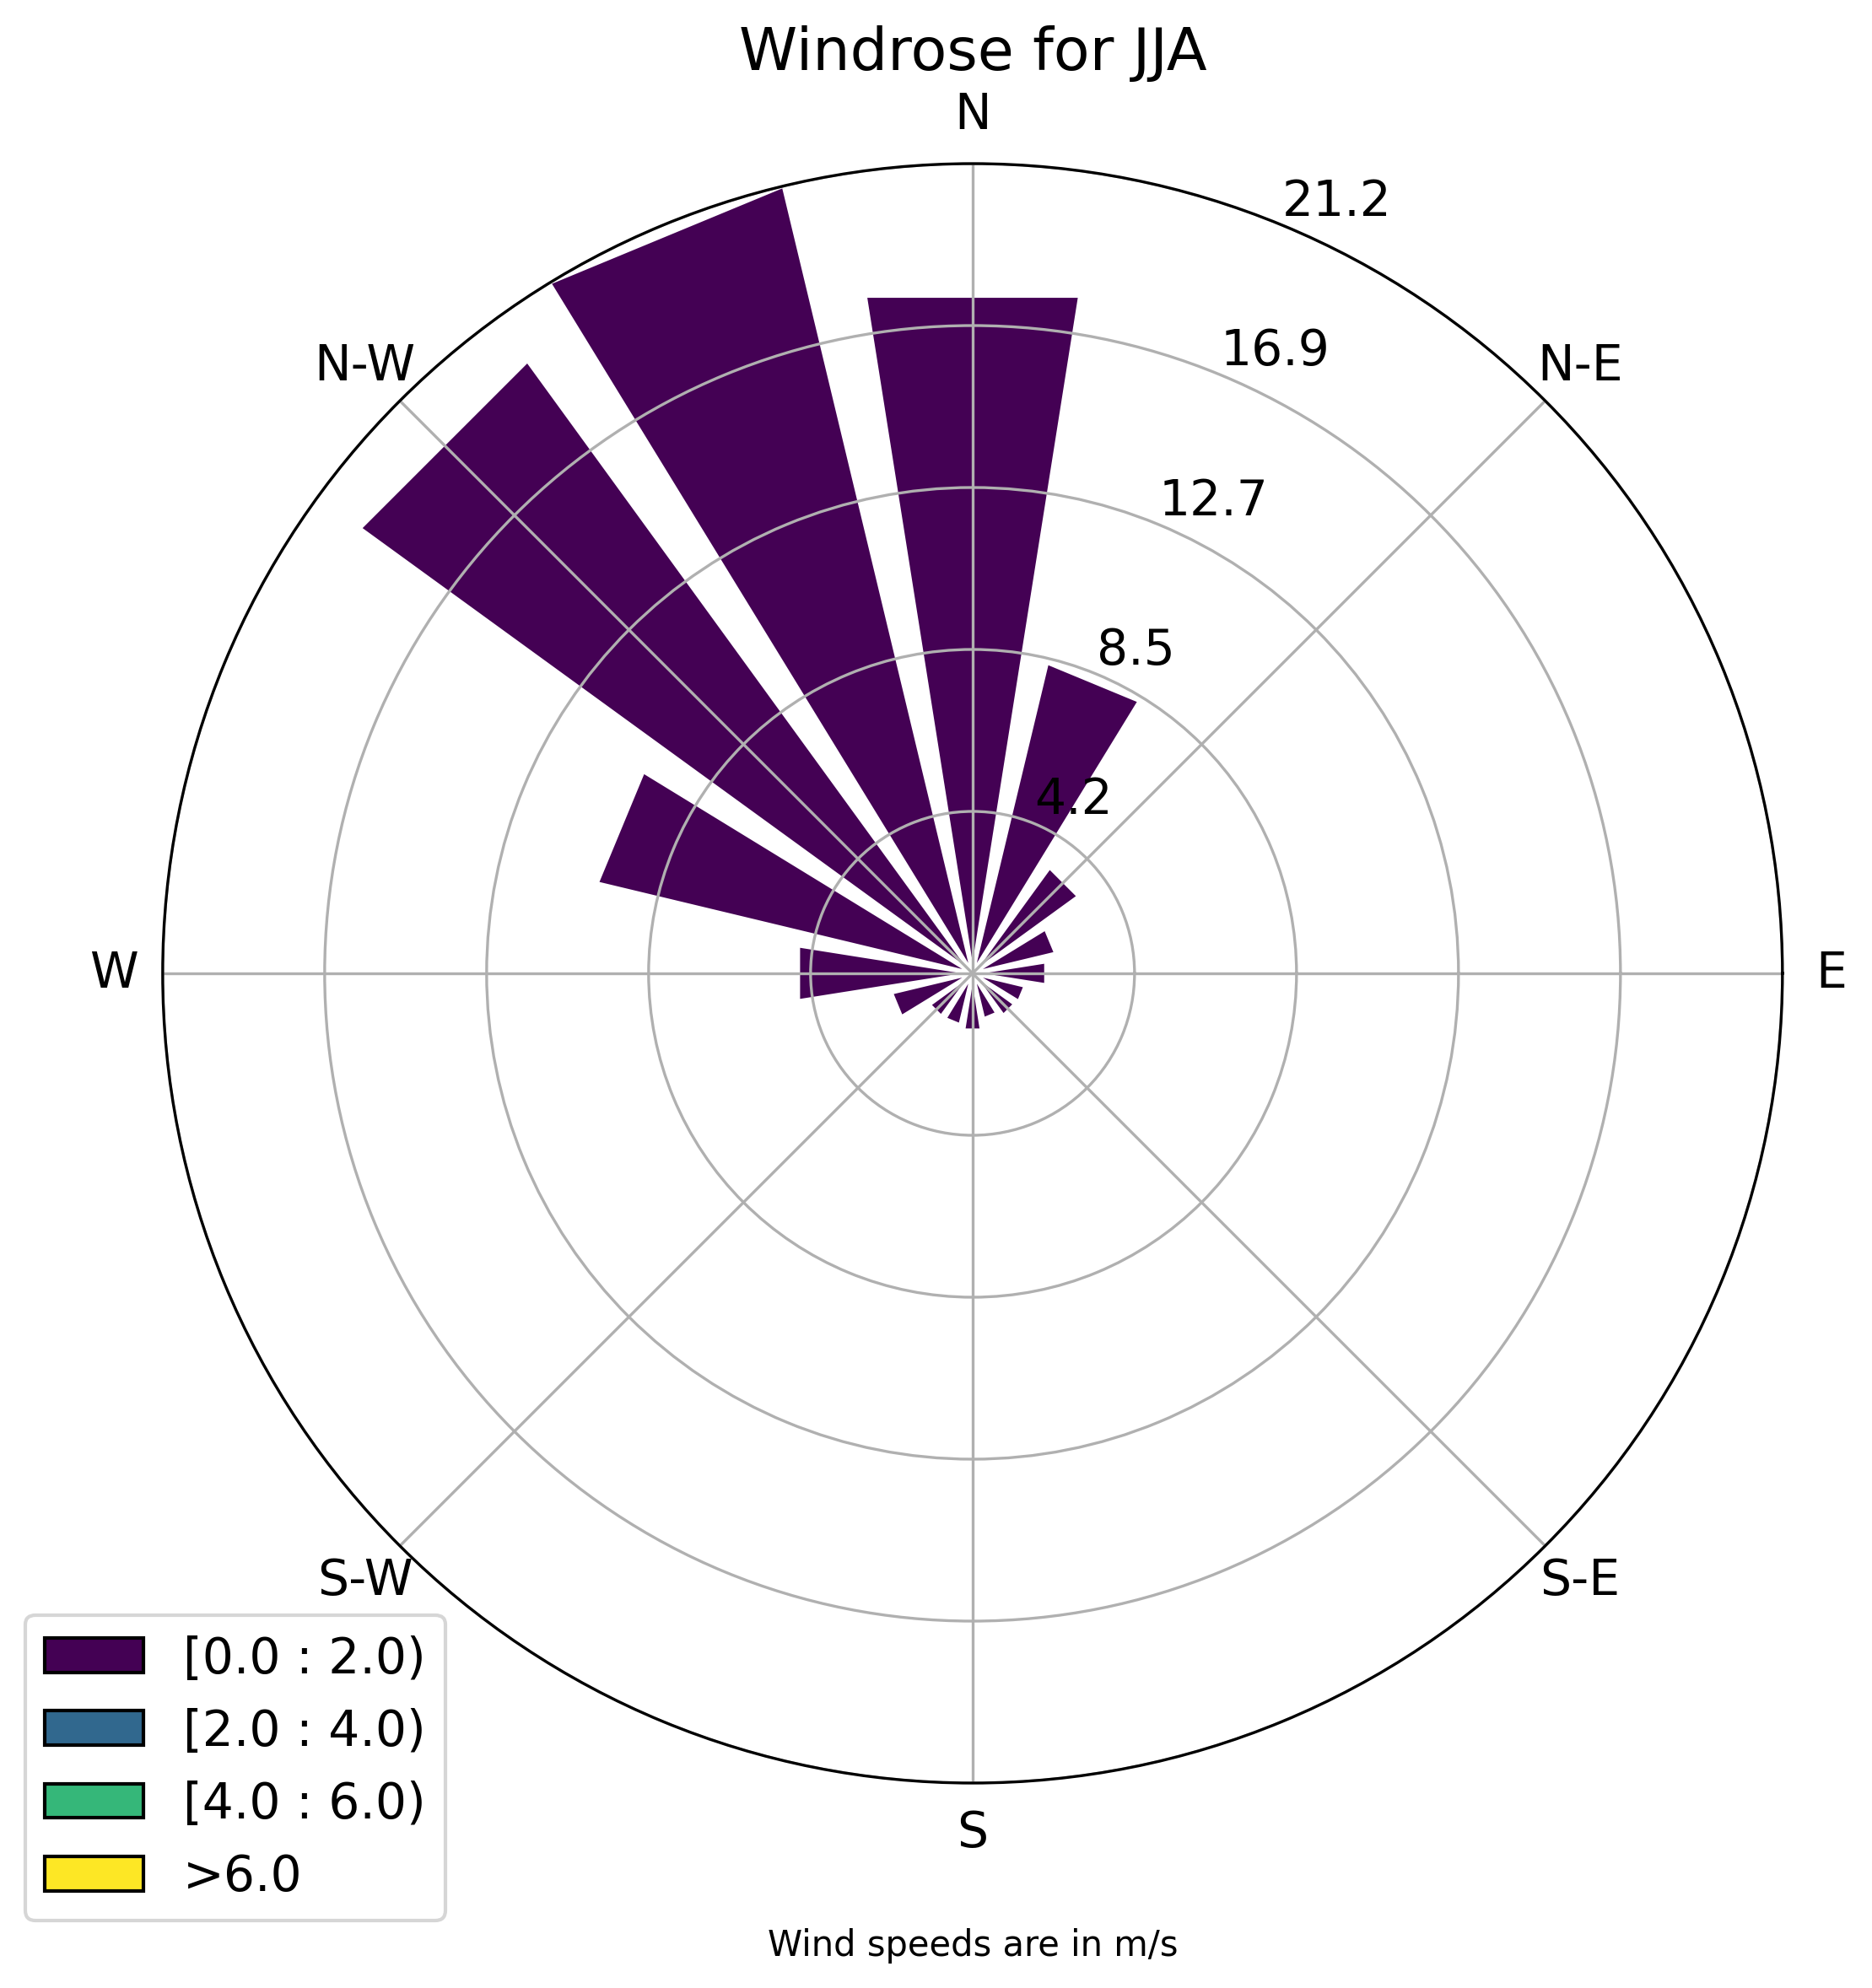 Windrose for JJA
N
21.2
N-W
16.9
N-E
12.7
8.5
4.2
W
E
S-W
S-E
[0.0 : 2.0)
[2.0 : 4.0)
[4.0 : 6.0)
>6.0
S
Wind speeds are in m/s